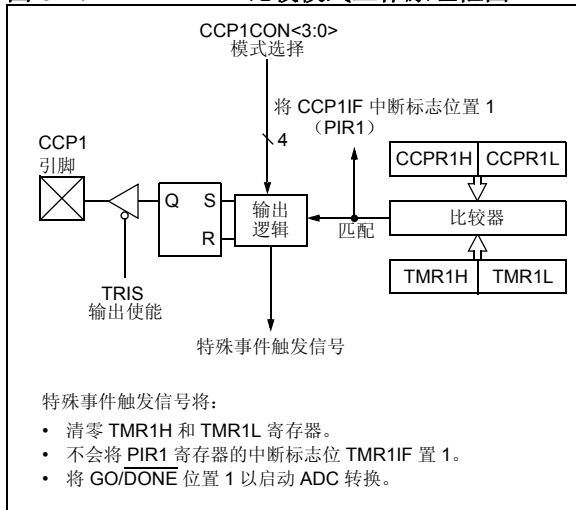 CCP1CON<3:0>
模式选择
将 CCP1IF 中断标志位置 1
（PIR1）
4
CCP1
引脚
CCPR1H CCPR1L
Q S
R
输出
逻辑
匹配
比较器
TMR1H TMR1L
TRIS
输出使能
特殊事件触发信号
特殊事件触发信号将：
• 清零 TMR1H 和 TMR1L 寄存器。
• 不会将 PIR1 寄存器的中断标志位 TMR1IF 置 1。
• 将 GO/DONE 位置 1 以启动 ADC 转换。